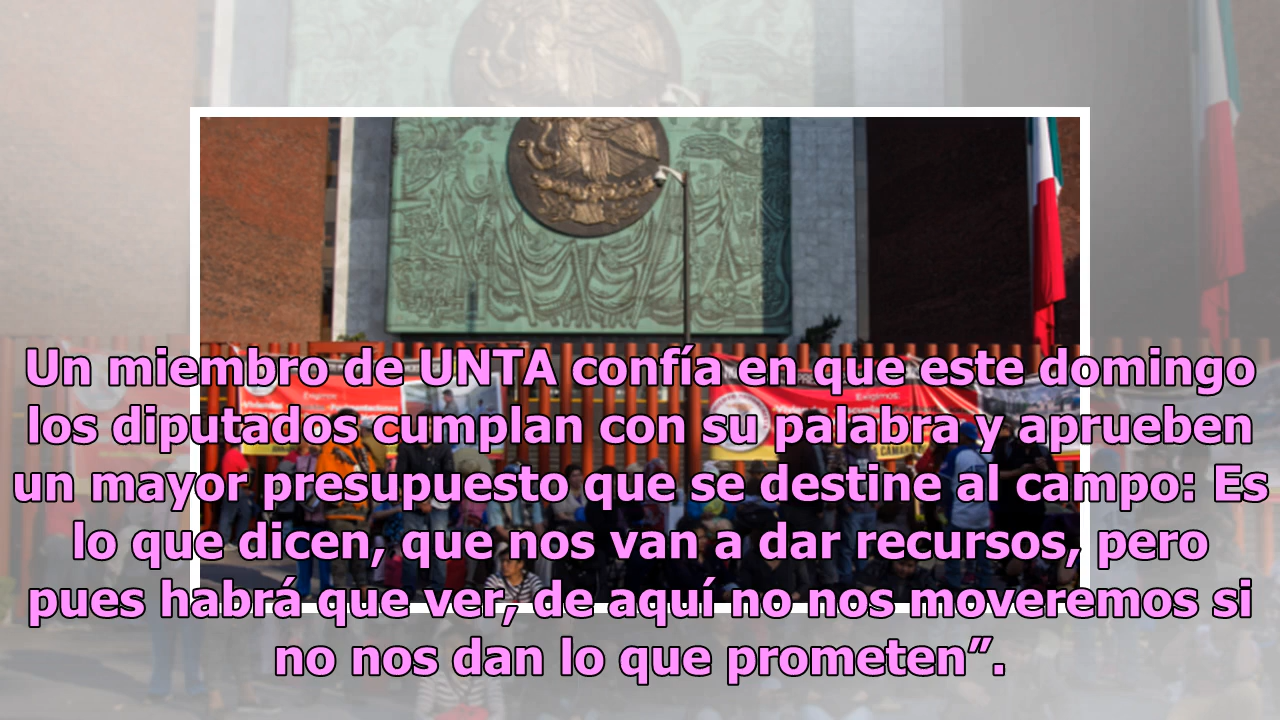 Exigimos:
Un miembro de UNTA confía en que este domingo
los diputados cumplan con su palabra y aprueben
un mayor presupuesto que se destine al campo: Es
lo que dicen, que nos van a dar recursos, pero
pues habrá que ver, de aquí no nos moveremos si
no nos dan lo que prometen”.